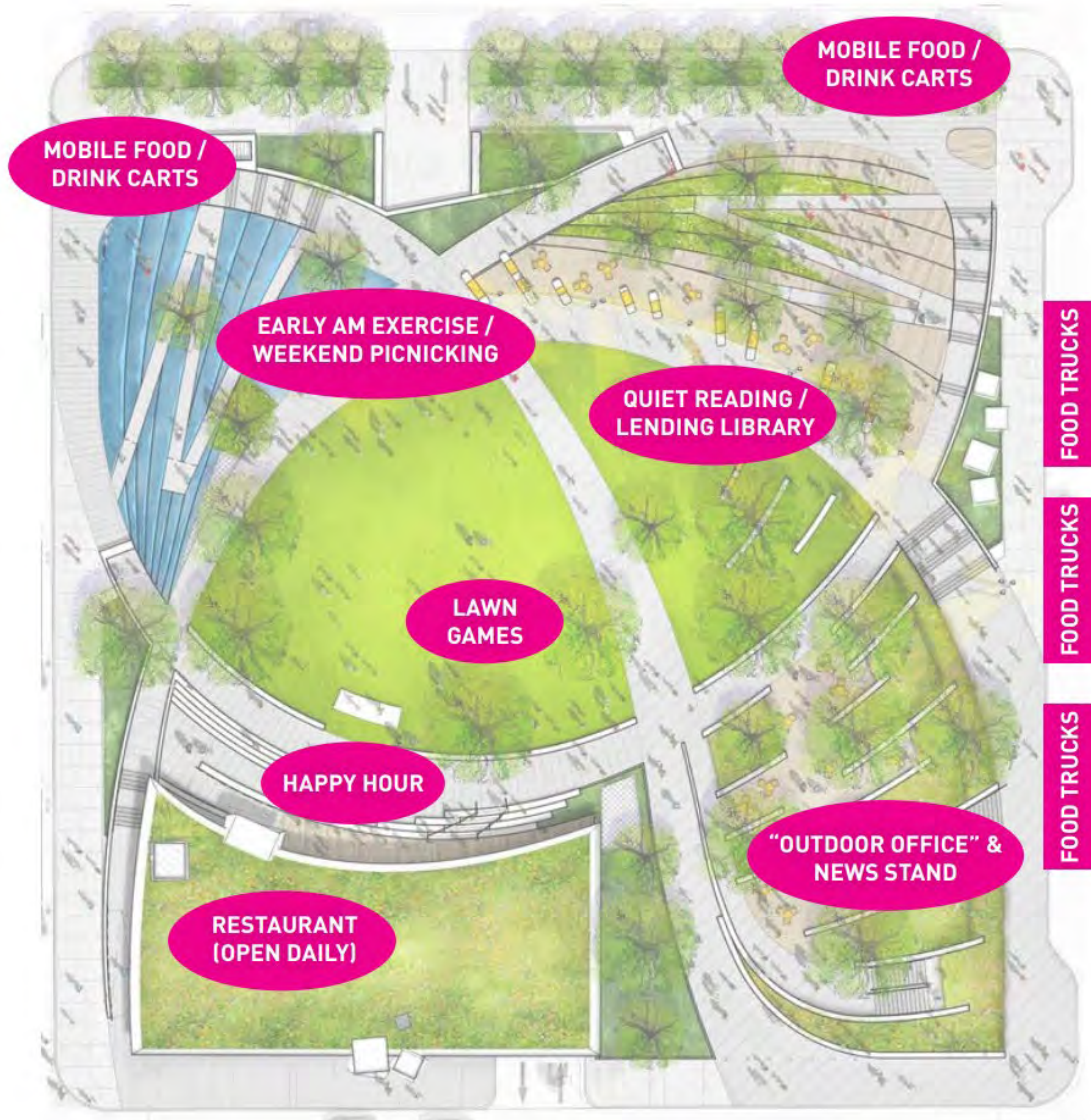 MOBILE FOOD /
DRINK CARTS
MOBILE FOOD /
DRINK CARTS
EARLY AM EXERCISE /
WEEKEND PICNICKING
FOOD TRUCKS
QUIET READING /
LENDING LIBRARY
FOOD TRUCKS
LAWN
GAMES
FOOD TRUCKS
HAPPY HOUR
“OUTDOOR OFFICE” &
NEWS STAND
RESTAURANT
(OPEN DAILY)